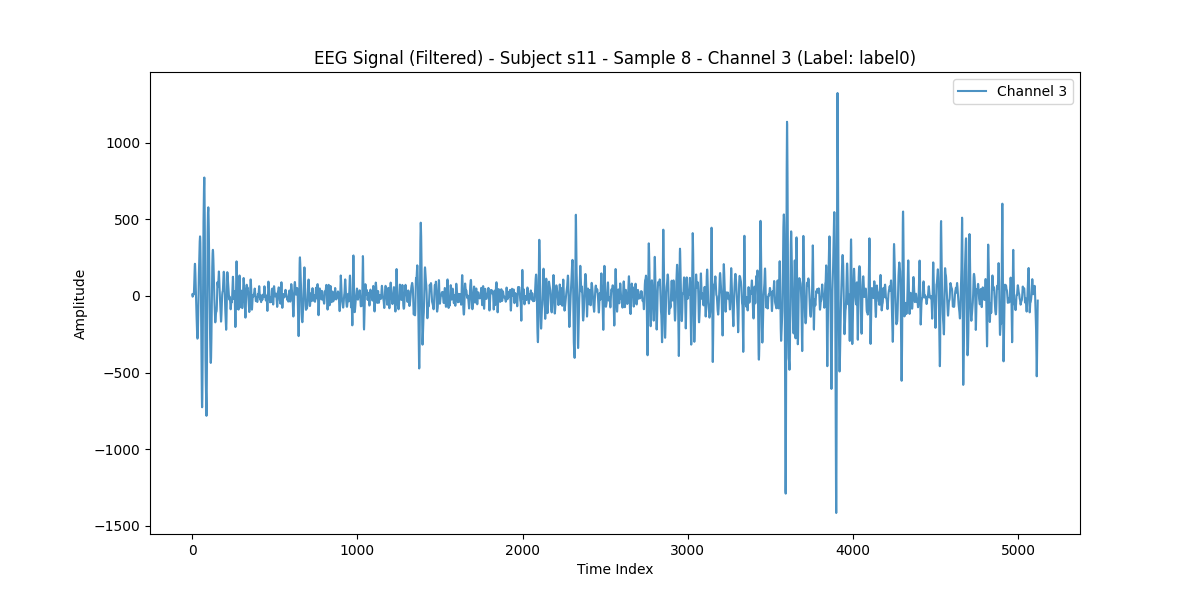 EEG Signal (Filtered) - Subject s11 - Sample 8 - Channel 3 (Label: label0)
Channel 3
1000
500
0
−500
−1000
−1500
Amplitude
0 1000 2000 3000 4000 5000
Time Index